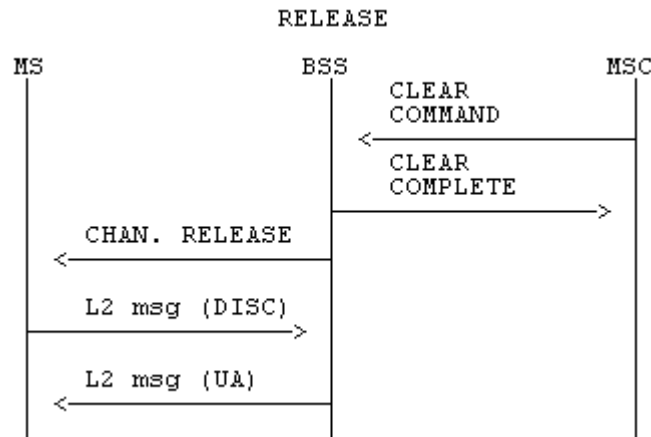 RELEASE
MS BSS MSC
CLEAR
COMMAND
CLEAR
COMPLETE
CHAN. RELEASE
L2 msg (DISC)
L2 msg (UA)